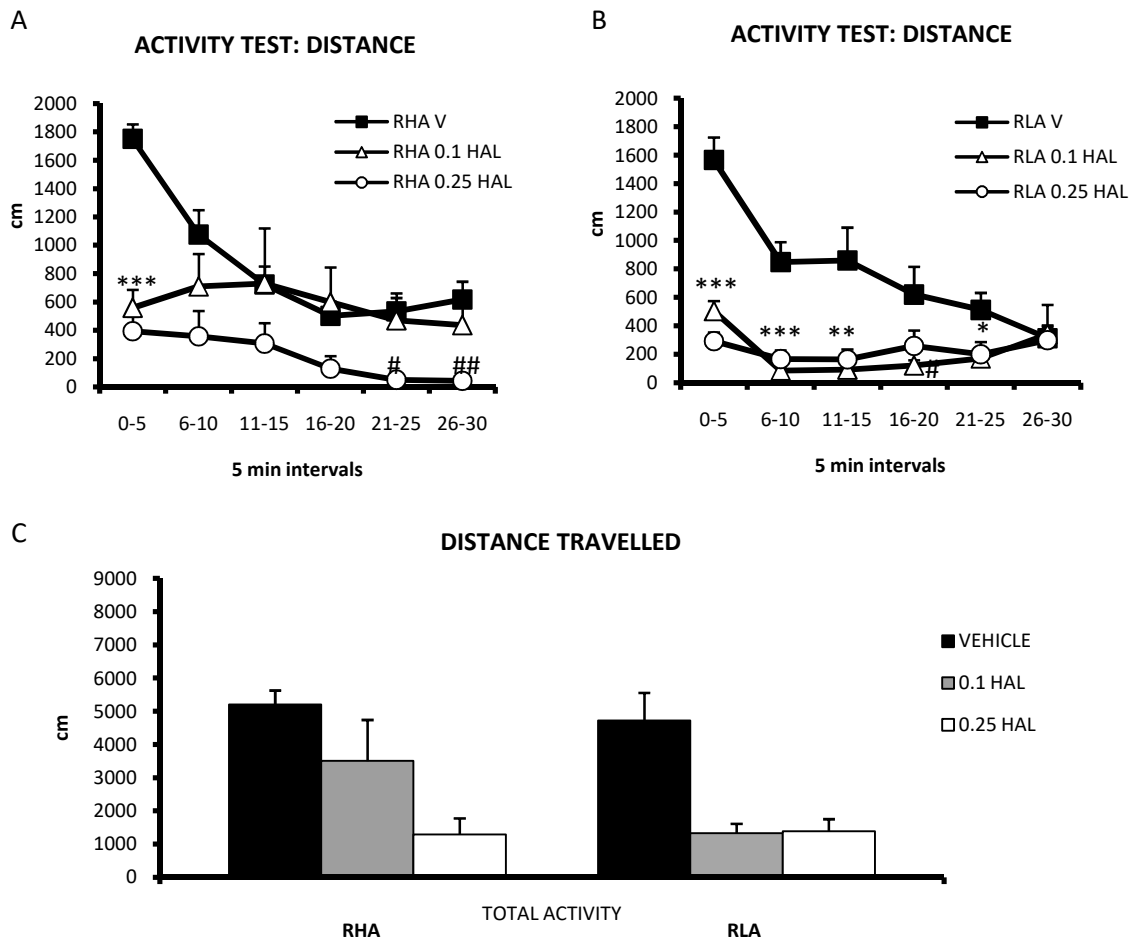 A
ACTIVITY TEST: DISTANCE
2000
1800
1600
1400
1200
1000
800
600
400
200
0
cm
RHA V
RHA 0.1 HAL
RHA 0.25 HAL
***
#
##
0-5 6-10 11-15 16-20 21-25 26-30
5 min intervals
B
ACTIVITY TEST: DISTANCE
2000
1800
1600
1400
1200
1000
800
600
400
200
0
cm
RLA V
RLA 0.1 HAL
RLA 0.25 HAL
***
***
**
*
#
0-5 6-10 11-15 16-20 21-25 26-30
5 min intervals
C
DISTANCE TRAVELLED
9000
8000
7000
6000
5000
4000
3000
2000
1000
0
cm
VEHICLE
0.1 HAL
0.25 HAL
TOTAL ACTIVITY
RHA RLA